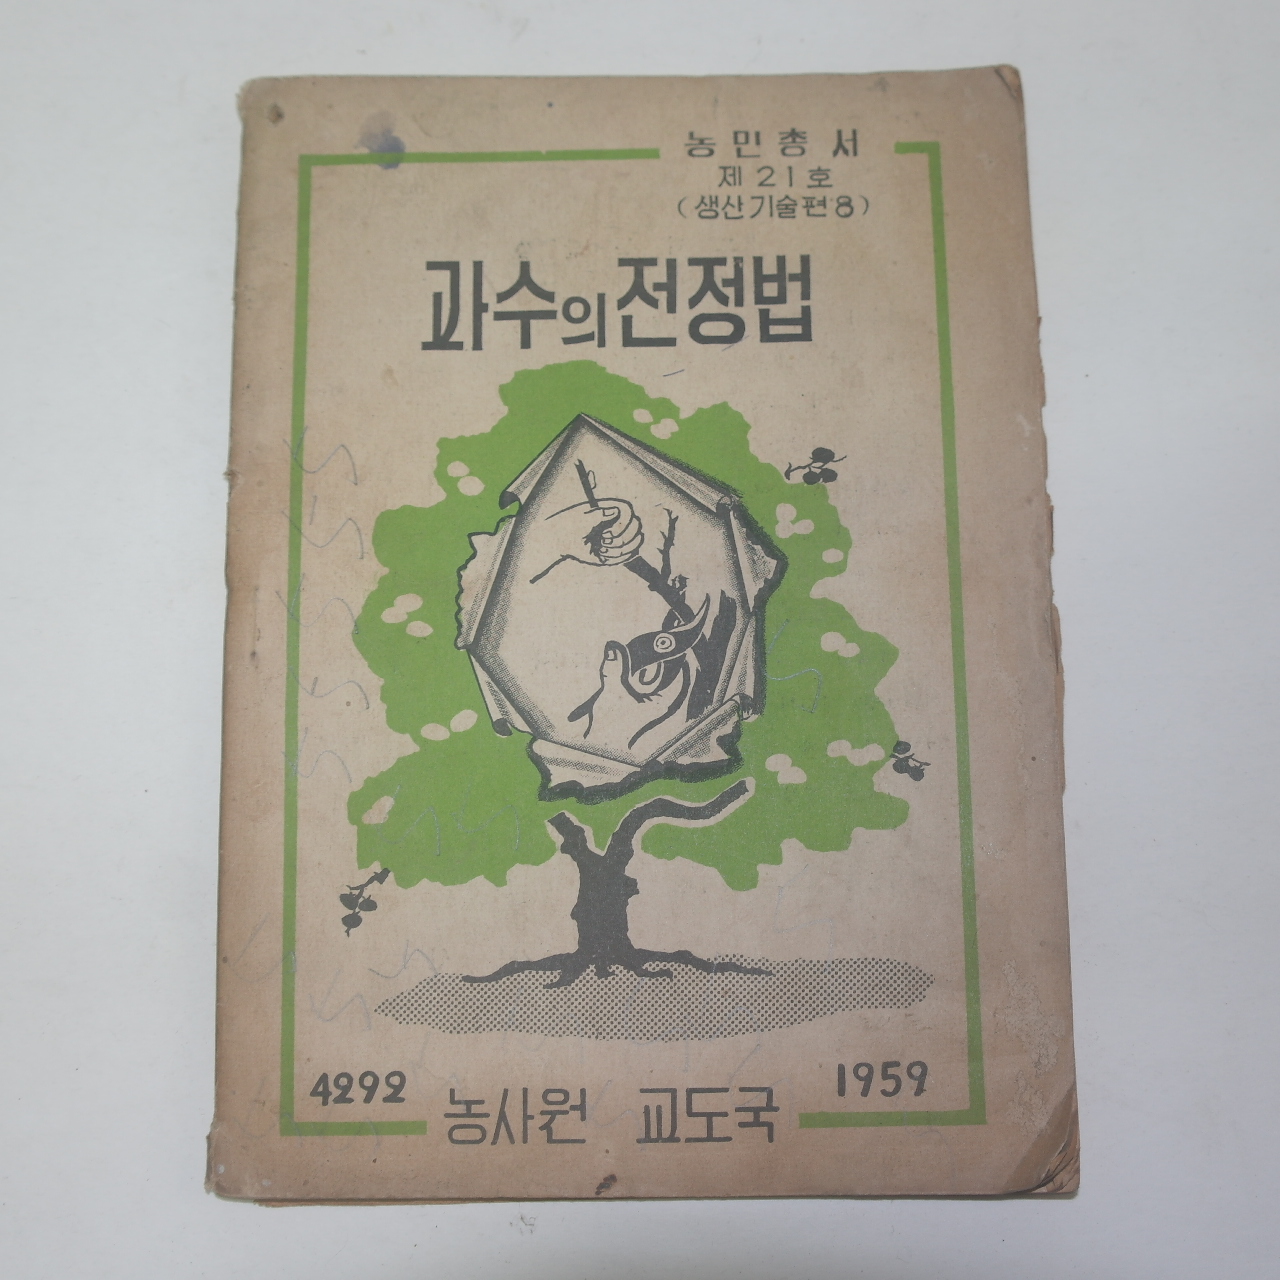 농민총서
제21호
(생산기술편8)
과수의전정법
4292
1959
농사원 교도국